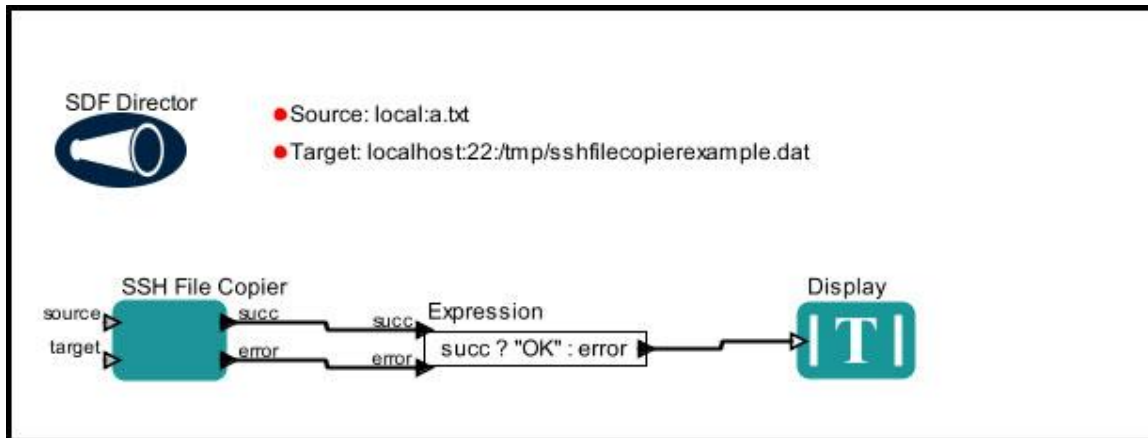 SDF Director
Source: local:a.txt
Target: localhost:22:/tmp/sshfilecopierexample.dat
SSH File Copier
source
target
succ
error
succ
error
Expression
succ ? "OK" : error
Display
T